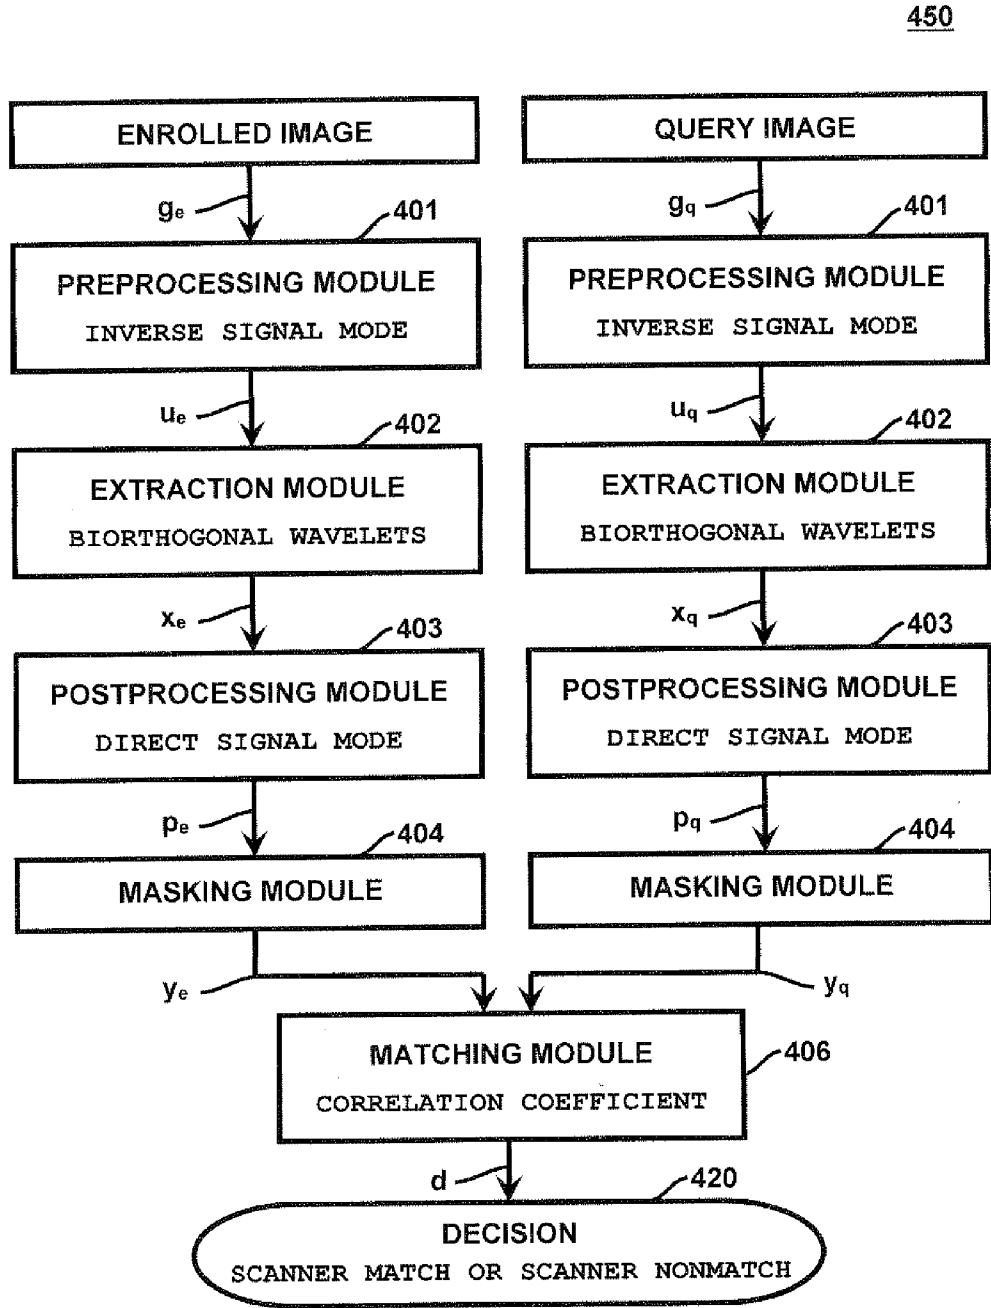 450
ENROLLED IMAGE
QUERY IMAGE
ge
gq
401
401
PREPROCESSING MODULE
INVERSE SIGNAL MODE
PREPROCESSING MODULE
INVERSE SIGNAL MODE
ue
uq
402
402
EXTRACTION MODULE
BIORTHOGONAL WAVELETS
EXTRACTION MODULE
BIORTHOGONAL WAVELETS
xe
xq
403
403
POSTPROCESSING MODULE
DIRECT SIGNAL MODE
POSTPROCESSING MODULE
DIRECT SIGNAL MODE
pe
pq
404
404
MASKING MODULE
MASKING MODULE
ye
yq
MATCHING MODULE
CORRELATION COEFFICIENT
406
d
420
DECISION
SCANNER MATCH OR SCANNER NONMATCH